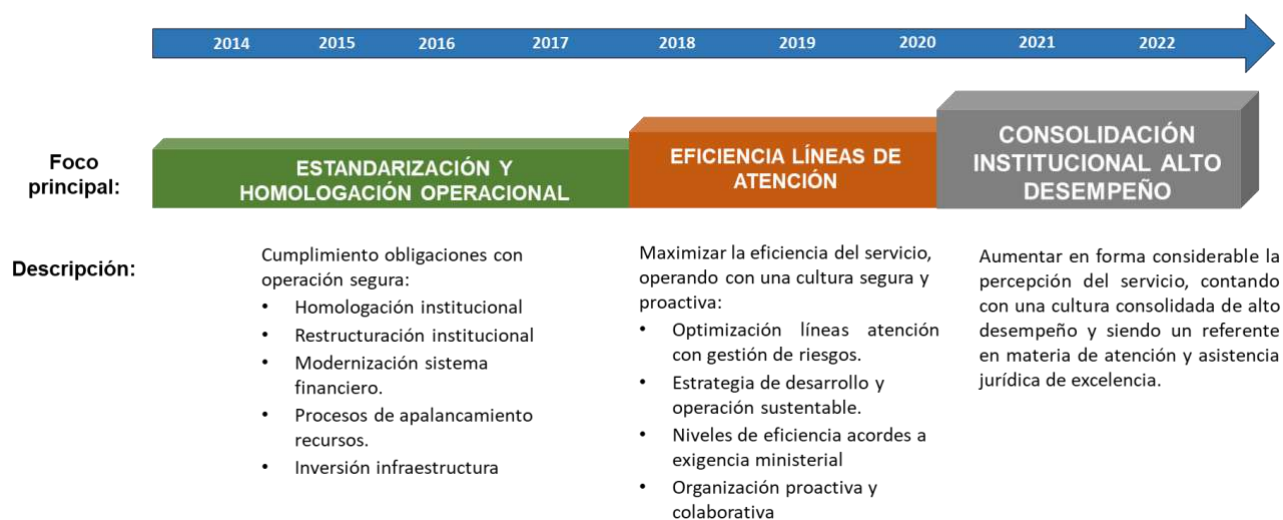 2014 2015 2016 2017 2018 2019 2020 2021 2022
Foco
principal:
ESTANDARIZACIÓN Y
HOMOLOGACIÓN OPERACIONAL
EFICIENCIA LÍNEAS DE
ATENCIÓN
CONSOLIDACIÓN
INSTITUCIONAL ALTO
DESEMPEÑO
Descripción:
Cumplimiento obligaciones con
operación segura:
• Homologación institucional
• Restructuración institucional
• Modernización sistema
financiero.
• Procesos de apalancamiento
recursos.
• Inversión infraestructura
Maximizar la eficiencia del servicio,
operando con una cultura segura y
proactiva:
• Optimización líneas atención
con gestión de riesgos.
• Estrategia de desarrollo y
operación sustentable.
• Niveles de eficiencia acordes a
exigencia ministerial
• Organización proactiva y
colaborativa
Aumentar en forma considerable la
percepción del servicio, contando
con una cultura consolidada de alto
desempeño y siendo un referente
en materia de atención y asistencia
jurídica de excelencia.